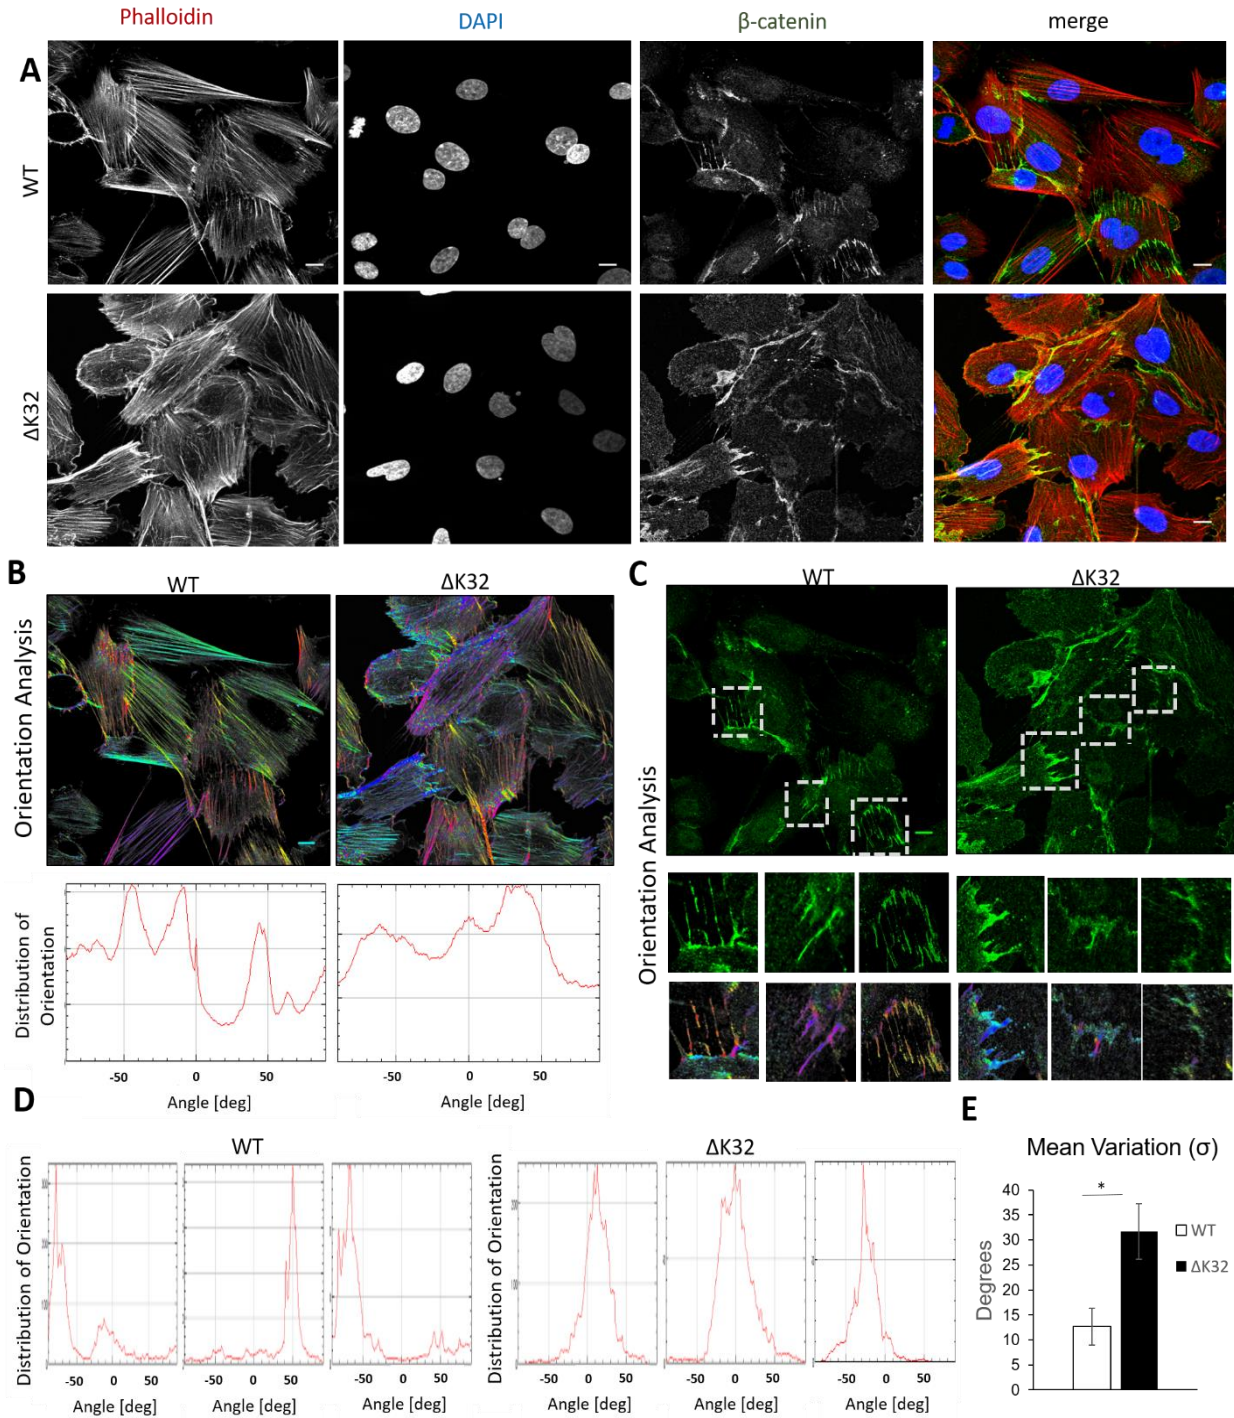 Phalloidin DAPI β-catenin merge
A
WT
ΔK32
B
WT ΔK32
Orientation Analysis
Distribution of
Orientation
-50 0 50
Angle [deg]
-50 0 50
Angle [deg]
C
WT ΔK32
Orientation Analysis
D
WT
ΔK32
Distribution of Orientation
-50 0 50
Angle [deg]
-50 0 50
Angle [deg]
-50 0 50
Angle [deg]
Distribution of Orientation
-50 0 50
Angle [deg]
-50 0 50
Angle [deg]
-50 0 50
Angle [deg]
E
Mean Variation (σ)
*
Degrees
40
35
30
25
20
15
10
5
0
WT
ΔK32